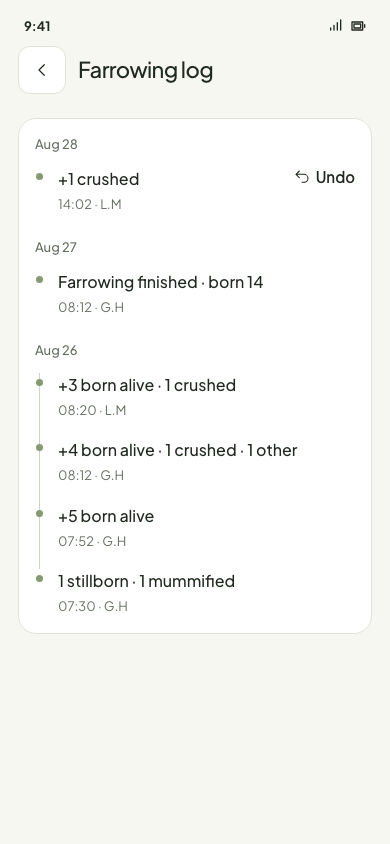 9:41
Farrowing log
Aug 28
+1 crushed
Undo
14:02 · L.M
Aug 27
Farrowing finished · born 14
08:12 · G.H
Aug 26
+3 born alive · 1 crushed
08:20 · L.M
+4 born alive · 1 crushed · 1 other
08:12 · G.H
+5 born alive
07:52 · G.H
1 stillborn · 1 mummified
07:30 · G.H